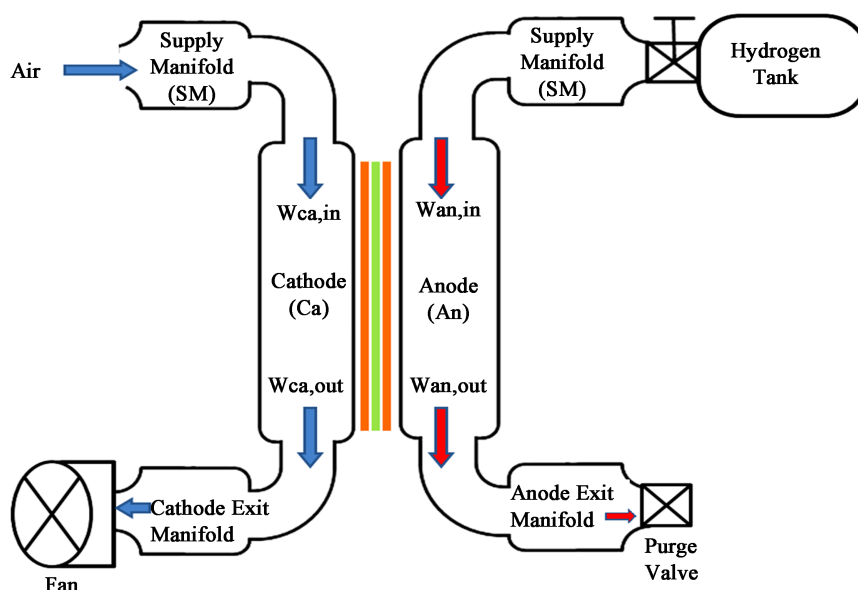 Air
Supply
Manifold
(SM)
Supply
Manifold
(SM)
Hydrogen
Tank
Wca,in
Wan,in
Cathode
(Ca)
Anode
(An)
Wca,out
Wan,out
Cathode Exit
Manifold
Anode Exit
Manifold
Fan
Purge
Valve